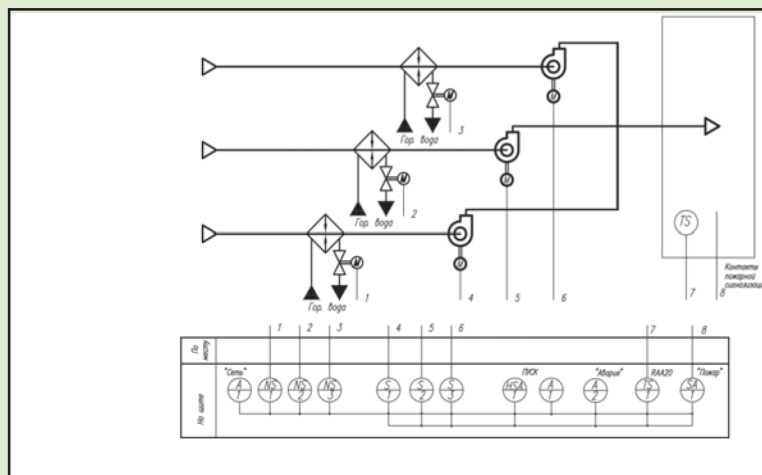 М
3
Гор. вода
М
2
Гор. вода
М
1
Гор. вода
М
4
М
5
М
6
TS
7
8
Контакты
пожарной
сигнализаци
По месту
1 2 3 4 5 6 7 8
На щите
"Сеть" ПУСК "Авария" RAA20 "Пожар"
A NS NS NS S S S HSA A A TS SA
1 1 2 3 1 2 3 1 1 2 1 1